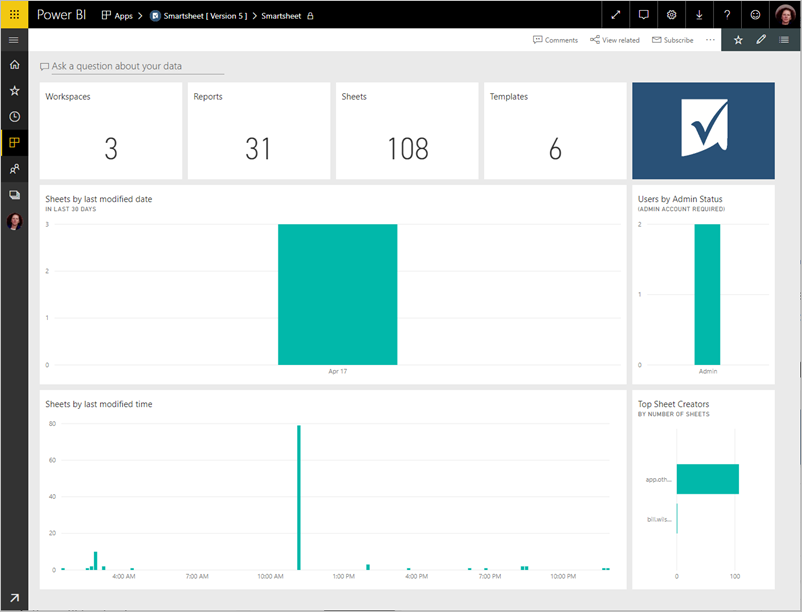 Power BI Apps > Smartsheet [ Version 5 ] > Smartsheet
Comments View related Subscribe ...
Ask a question about your data
Workspaces
3
Reports
31
Sheets
108
Templates
6
Sheets by last modified date
IN LAST 30 DAYS
3
2
1
0
Apr 17
Users by Admin Status
(ADMIN ACCOUNT REQUIRED)
2
1
0
Admin
Sheets by last modified time
80
60
40
20
0
4:00 AM 7:00 AM 10:00 AM 1:00 PM 4:00 PM 7:00 PM 10:00 PM
Top Sheet Creators
BY NUMBER OF SHEETS
app.oth...
bill.wils...
0 100